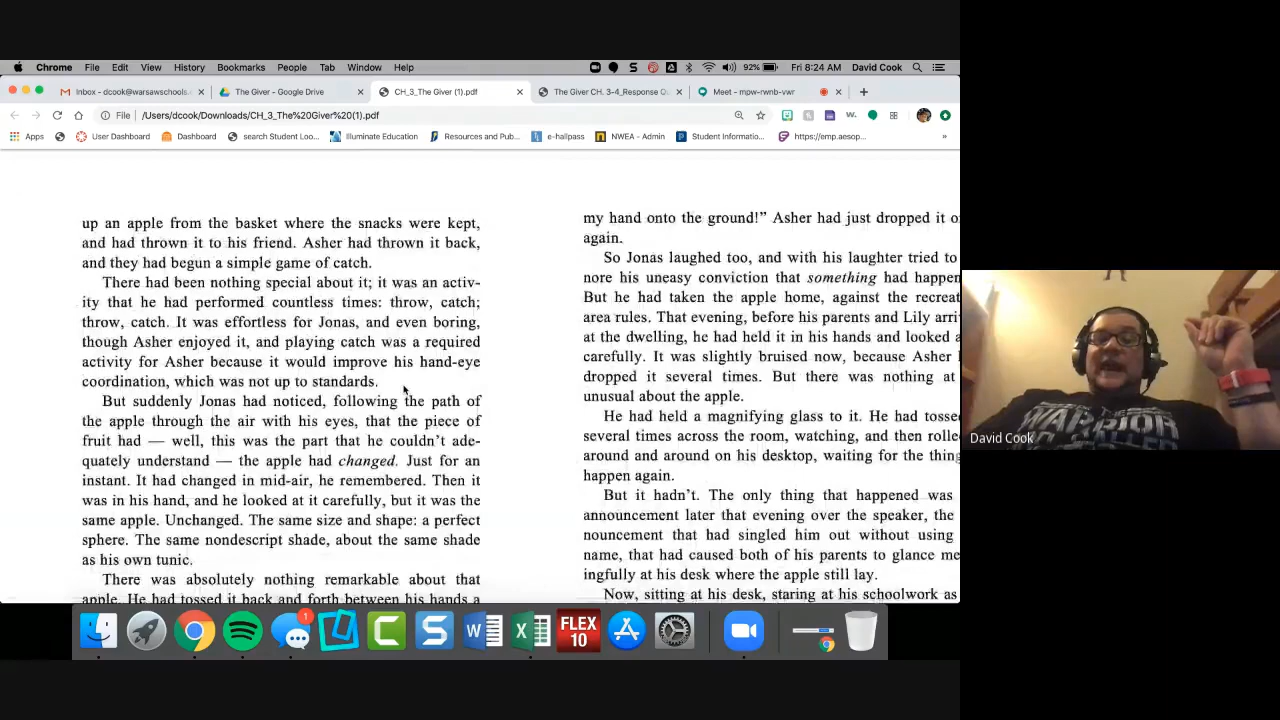 Chrome File Edit View History Bookmarks People Tab Window Help 92% Fri 8:24 AM David Cook
Inbox - dcook@warsawschools. The Giver - Google Drive CH_3_The Giver (1).pdf The Giver CH. 3-4_Response Q Meet - mpw-rwnb-vwr
File /Users/dcook/Downloads/CH_3_The%20Giver%20(1).pdf
Apps User Dashboard Dashboard search Student Loo... Illuminate Education Resources and Pub... e-hallpass NWEA - Admin Student Informatio... https://emp.aesop...
up an apple from the basket where the snacks were kept,
and had thrown it to his friend. Asher had thrown it back,
and they had begun a simple game of catch.
There had been nothing special about it; it was an activ-
ity that he had performed countless times: throw, catch;
throw, catch. It was effortless for Jonas, and even boring,
though Asher enjoyed it, and playing catch was a required
activity for Asher because it would improve his hand-eye
coordination, which was not up to standards.
But suddenly Jonas had noticed, following the path of
the apple through the air with his eyes, that the piece of
fruit had — well, this was the part that he couldn't ade-
quately understand — the apple had changed. Just for an
instant. It had changed in mid-air, he remembered. Then it
was in his hand, and he looked at it carefully, but it was the
same apple. Unchanged. The same size and shape: a perfect
sphere. The same nondescript shade, about the same shade
as his own tunic.
There was absolutely nothing remarkable about that
apple. He had tossed it back and forth between his hands a
my hand onto the ground!" Asher had just dropped it o
again.
So Jonas laughed too, and with his laughter tried to
nore his uneasy conviction that something had happen
But he had taken the apple home, against the recreat
area rules. That evening, before his parents and Lily arri
at the dwelling, he had held it in his hands and looked a
carefully. It was slightly bruised now, because Asher
dropped it several times. But there was nothing at
unusual about the apple.
He had held a magnifying glass to it. He had tosse
several times across the room, watching, and then rolle
around and around on his desktop, waiting for the thing
happen again.
But it hadn't. The only thing that happened was
announcement later that evening over the speaker, the
nouncement that had singled him out without using
name, that had caused both of his parents to glance me
ingfully at his desk where the apple still lay.
Now, sitting at his desk, staring at his schoolwork as
David Cook
1
FLEX
10